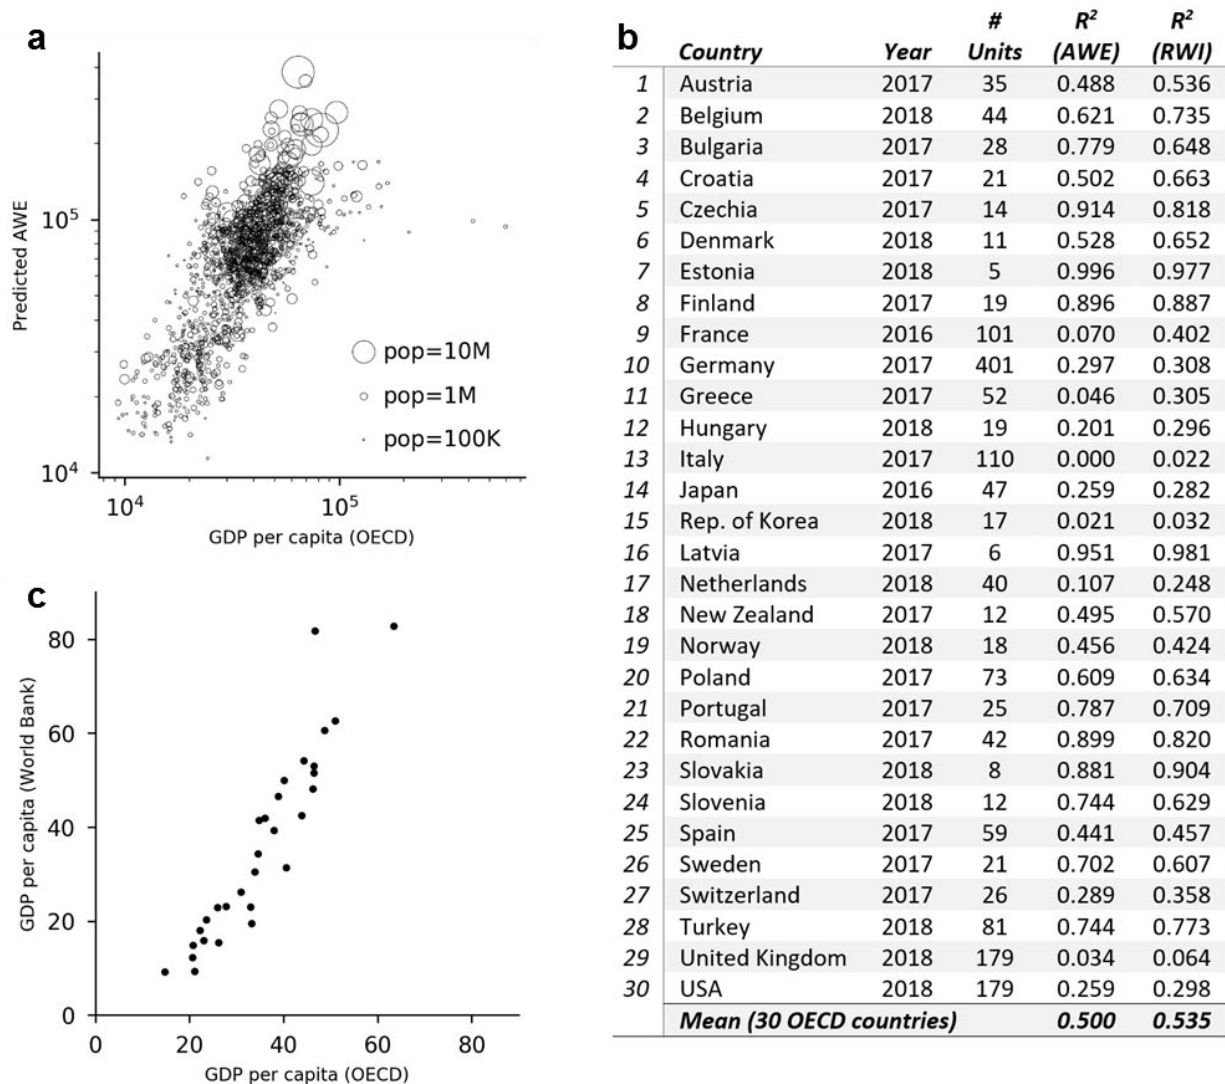 a
Predicted AWE
10⁵
10⁴
pop=10M
pop=1M
pop=100K
10⁴ 10⁵
GDP per capita (OECD)
b
Country Year # Units R² (AWE) R² (RWI)
1 Austria 2017 35 0.488 0.536
2 Belgium 2018 44 0.621 0.735
3 Bulgaria 2017 28 0.779 0.648
4 Croatia 2017 21 0.502 0.663
5 Czechia 2017 14 0.914 0.818
6 Denmark 2018 11 0.528 0.652
7 Estonia 2018 5 0.996 0.977
8 Finland 2017 19 0.896 0.887
9 France 2016 101 0.070 0.402
10 Germany 2017 401 0.297 0.308
11 Greece 2017 52 0.046 0.305
12 Hungary 2018 19 0.201 0.296
13 Italy 2017 110 0.000 0.022
14 Japan 2016 47 0.259 0.282
15 Rep. of Korea 2018 17 0.021 0.032
16 Latvia 2017 6 0.951 0.981
17 Netherlands 2018 40 0.107 0.248
18 New Zealand 2017 12 0.495 0.570
19 Norway 2018 18 0.456 0.424
20 Poland 2017 73 0.609 0.634
21 Portugal 2017 25 0.787 0.709
22 Romania 2017 42 0.899 0.820
23 Slovakia 2018 8 0.881 0.904
24 Slovenia 2018 12 0.744 0.629
25 Spain 2017 59 0.441 0.457
26 Sweden 2017 21 0.702 0.607
27 Switzerland 2017 26 0.289 0.358
28 Turkey 2018 81 0.744 0.773
29 United Kingdom 2018 179 0.034 0.064
30 USA 2018 179 0.259 0.298
Mean (30 OECD countries) 0.500 0.535
c
GDP per capita (World Bank)
80
60
40
20
0
0 20 40 60 80
GDP per capita (OECD)